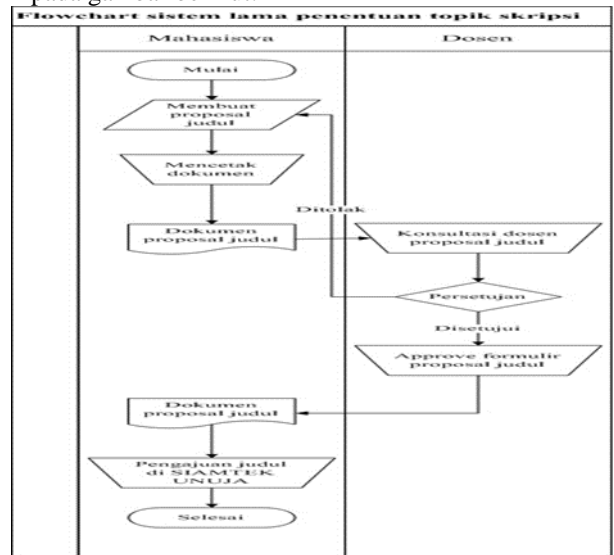 Flowchart sistem lama penentuan topik skripsi
Mahasiswa
Dosen
Mulai
Membuat
proposal
judul
Mencetak
dokumen
Ditolak
Dokumen
proposal judul
Konsultasi dosen
proposal judul
Persetujan
Disetujui
Approve formulir
proposal judul
Dokumen
proposal judul
Pengajuan judul
di SIAMTEK
UNUJA
Selesai